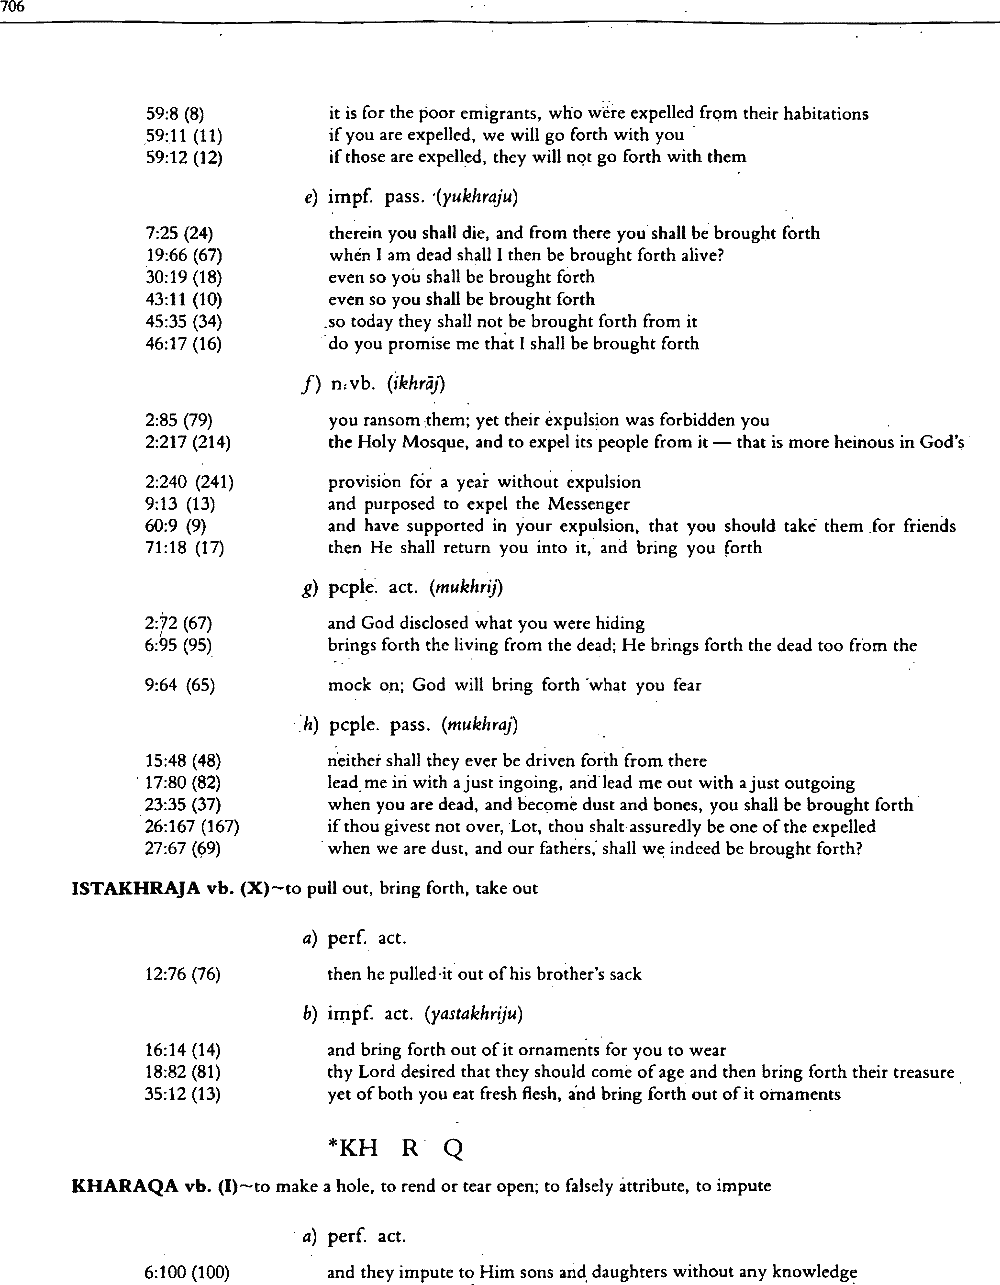 706
59:8 (8) it is for the poor emigrants, who were expelled from their habitations
59:11 (11) if you are expelled, we will go forth with you
59:12 (12) if those are expelled, they will not go forth with them
e) impf. pass. (yukhraju)
7:25 (24) therein you shall die, and from there you shall be brought forth
19:66 (67) when I am dead shall I then be brought forth alive?
30:19 (18) even so you shall be brought forth
43:11 (10) even so you shall be brought forth
45:35 (34) so today they shall not be brought forth from it
46:17 (16) do you promise me that I shall be brought forth
f) n.vb. (ikhrāj)
2:85 (79) you ransom them; yet their expulsion was forbidden you
2:217 (214) the Holy Mosque, and to expel its people from it — that is more heinous in God's
2:240 (241) provision for a year without expulsion
9:13 (13) and purposed to expel the Messenger
60:9 (9) and have supported in your expulsion, that you should take them for friends
71:18 (17) then He shall return you into it, and bring you forth
g) pcple. act. (mukhrij)
2:72 (67) and God disclosed what you were hiding
6:95 (95) brings forth the living from the dead; He brings forth the dead too from the
9:64 (65) mock on; God will bring forth what you fear
h) pcple. pass. (mukhraj)
15:48 (48) neither shall they ever be driven forth from there
17:80 (82) lead me in with a just ingoing, and lead me out with a just outgoing
23:35 (37) when you are dead, and become dust and bones, you shall be brought forth
26:167 (167) if thou givest not over, Lot, thou shalt assuredly be one of the expelled
27:67 (69) when we are dust, and our fathers, shall we indeed be brought forth?
ISTAKHRAJA vb. (X)~to pull out, bring forth, take out
a) perf. act.
12:76 (76) then he pulled it out of his brother's sack
b) impf. act. (yastakhriju)
16:14 (14) and bring forth out of it ornaments for you to wear
18:82 (81) thy Lord desired that they should come of age and then bring forth their treasure
35:12 (13) yet of both you eat fresh flesh, and bring forth out of it ornaments
*KH R Q
KHARAQA vb. (I)~to make a hole, to rend or tear open; to falsely attribute, to impute
a) perf. act.
6:100 (100) and they impute to Him sons and daughters without any knowledge